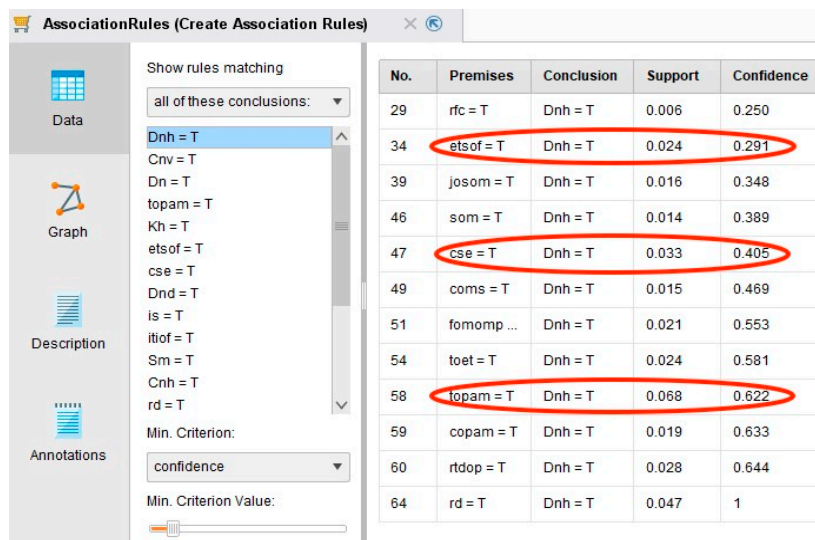 AssociationRules (Create Association Rules)
Data
Graph
Description
Annotations
Show rules matching
all of these conclusions:
Dnh = T
Cnv = T
Dn = T
topam = T
Kh = T
etsof = T
cse = T
Dnd = T
is = T
itiof = T
Sm = T
Cnh = T
rd = T
Min. Criterion:
confidence
Min. Criterion Value:
No. Premises Conclusion Support Confidence
29 rfc = T Dnh = T 0.006 0.250
34 etsof = T Dnh = T 0.024 0.291
39 josom = T Dnh = T 0.016 0.348
46 som = T Dnh = T 0.014 0.389
47 cse = T Dnh = T 0.033 0.405
49 coms = T Dnh = T 0.015 0.469
51 fomomp ... Dnh = T 0.021 0.553
54 toet = T Dnh = T 0.024 0.581
58 topam = T Dnh = T 0.068 0.622
59 copam = T Dnh = T 0.019 0.633
60 rtdop = T Dnh = T 0.028 0.644
64 rd = T Dnh = T 0.047 1